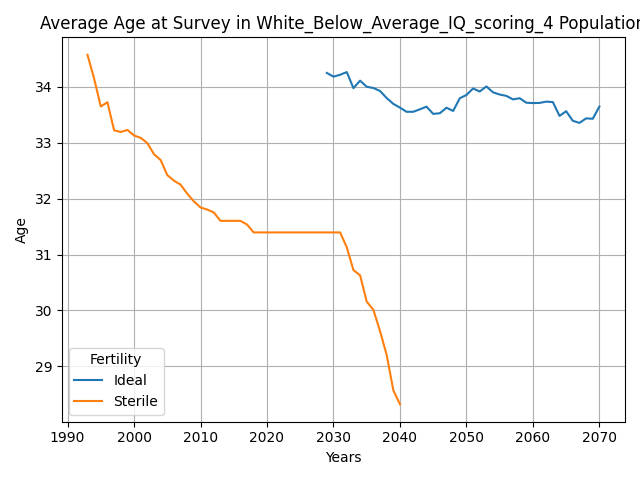 Average Age at Survey in White_Below_Average_IQ_scoring_4 Population
Age
34
33
32
31
30
29
Fertility
Ideal
Sterile
1990 2000 2010 2020 2030 2040 2050 2060 2070
Years